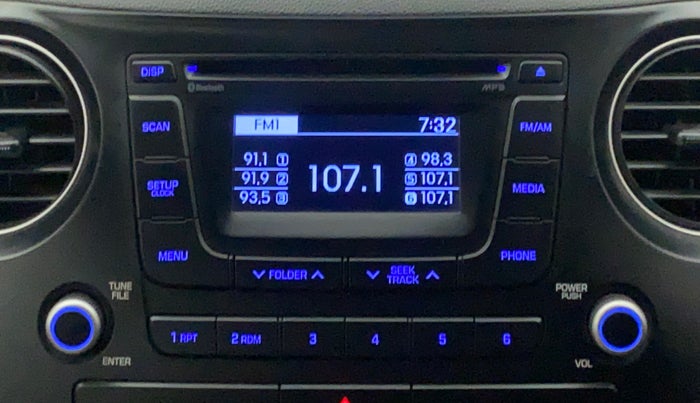 DISP
Bluetooth
MP3
SCAN
FM1 7:32
FM/AM
91,1 1 4 98,3
91,9 2 107.1 5 107,1
93,5 3 6 107,1
SETUP
CLOCK
MEDIA
MENU
PHONE
FOLDER
SEEK
TRACK
TUNE
FILE
POWER
PUSH
1 RPT 2 RDM 3 4 5 6
ENTER
VOL